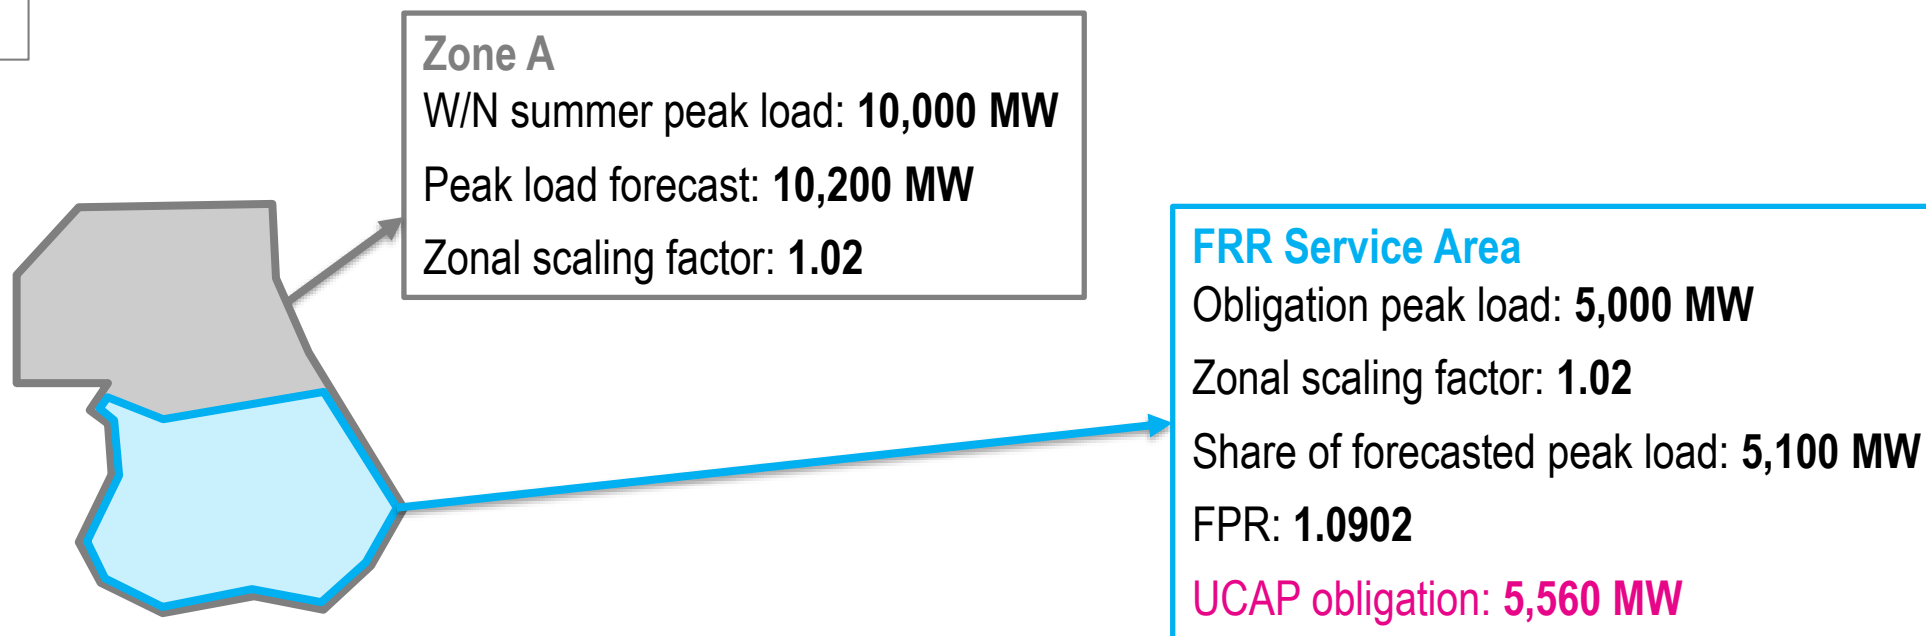 Zone A
W/N summer peak load: 10,000 MW
Peak load forecast: 10,200 MW
Zonal scaling factor: 1.02
FRR Service Area
Obligation peak load: 5,000 MW
Zonal scaling factor: 1.02
Share of forecasted peak load: 5,100 MW
FPR: 1.0902
UCAP obligation: 5,560 MW